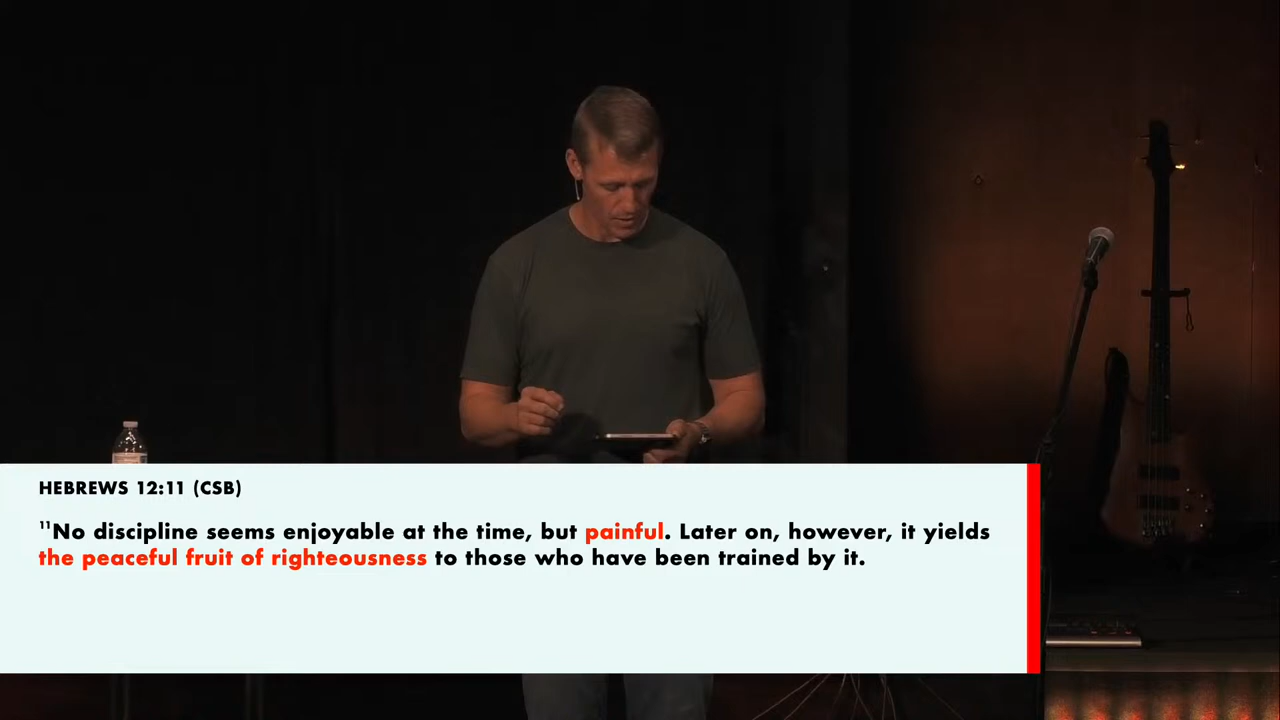 HEBREWS 12:11 (CSB)
¹¹No discipline seems enjoyable at the time, but painful. Later on, however, it yields
the peaceful fruit of righteousness to those who have been trained by it.